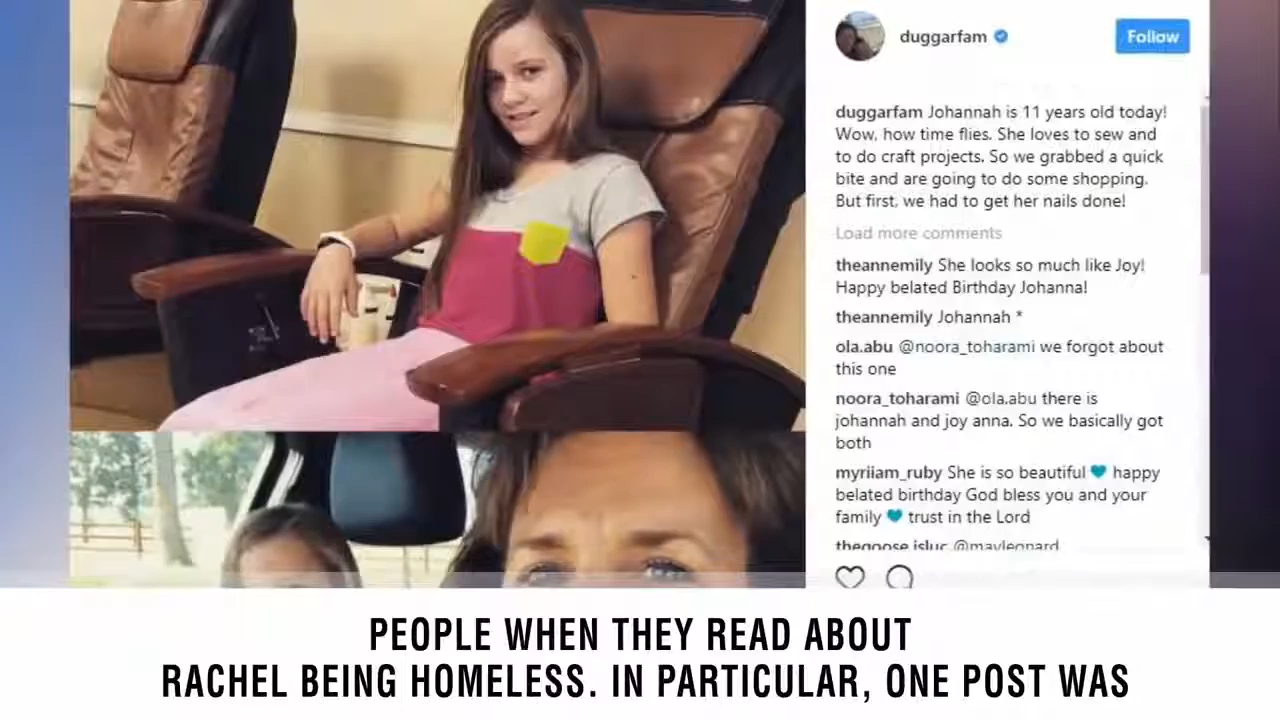 duggarfam
Follow
duggarfam Johannah is 11 years old today!
Wow, how time flies. She loves to sew and
to do craft projects. So we grabbed a quick
bite and are going to do some shopping.
But first, we had to get her nails done!
Load more comments
theannemily She looks so much like Joy!
Happy belated Birthday Johanna!
theannemily Johannah *
ola.abu @noora_toharami we forgot about
this one
noora_toharami @ola.abu there is
johannah and joy anna. So we basically got
both
myriiam_ruby She is so beautiful 💙 happy
belated birthday God bless you and your
family 💙 trust in the Lord
thegoose.isluc @maylegnard
PEOPLE WHEN THEY READ ABOUT
RACHEL BEING HOMELESS. IN PARTICULAR, ONE POST WAS